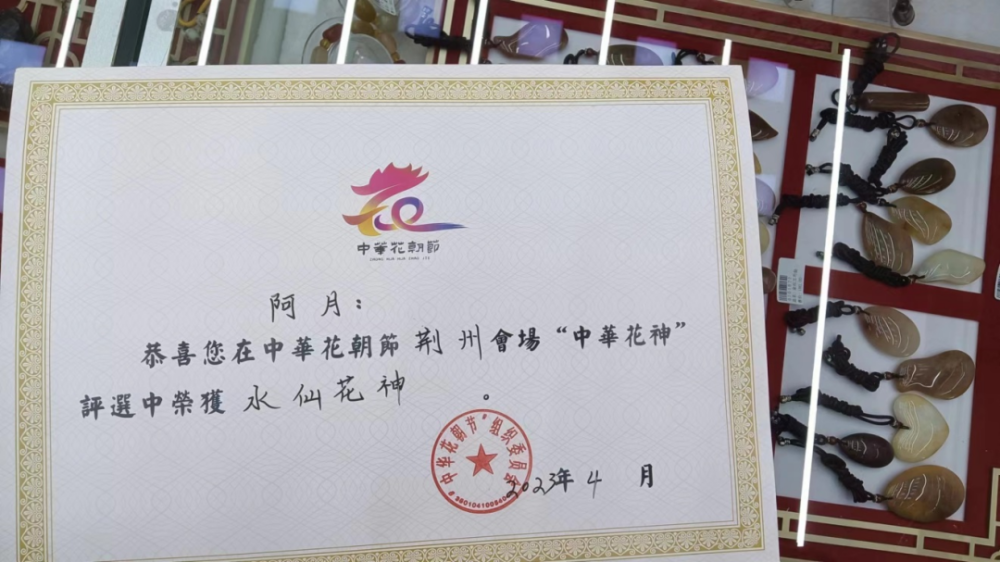 中華花朝節
阿月：
恭喜您在中華花朝節荆州會場“中華花神”
評選中榮獲水仙花神。
“中华花朝节”组织委员会
2023年4月